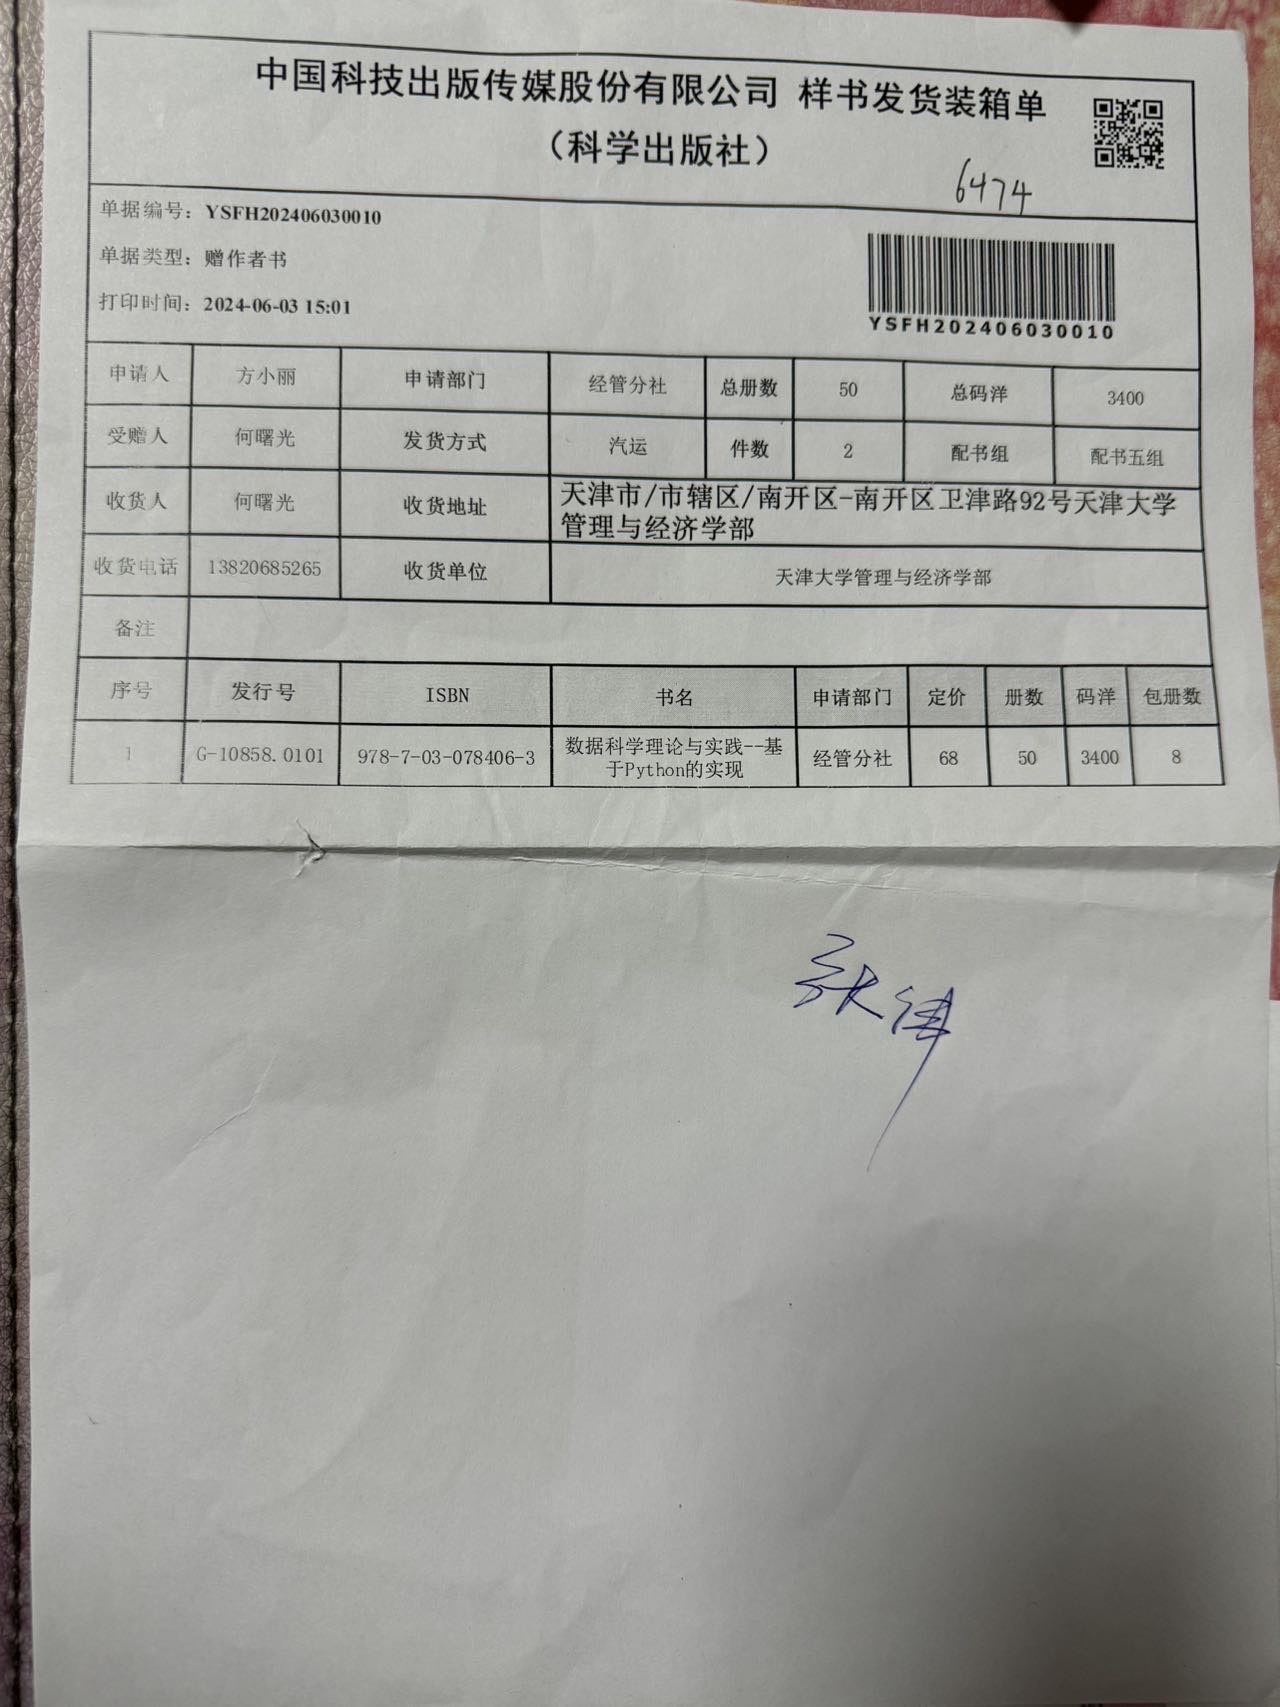 中国科技出版传媒股份有限公司 样书发货装箱单
（科学出版社）
6474
单据编号：YSFH202406030010
单据类型：赠作者书
打印时间：2024-06-03 15:01
YSFH202406030010
申请人 方小丽 申请部门 经管分社 总册数 50 总码洋 3400
受赠人 何曙光 发货方式 汽运 件数 2 配书组 配书五组
收货人 何曙光 收货地址 天津市/市辖区/南开区-南开区卫津路92号天津大学
管理与经济学部
收货电话 13820685265 收货单位 天津大学管理与经济学部
备注
序号 发行号 ISBN 书名 申请部门 定价 册数 码洋 包册数
1 G-10858.0101 978-7-03-078406-3 数据科学理论与实践--基 经管分社 68 50 3400 8
于Python的实现